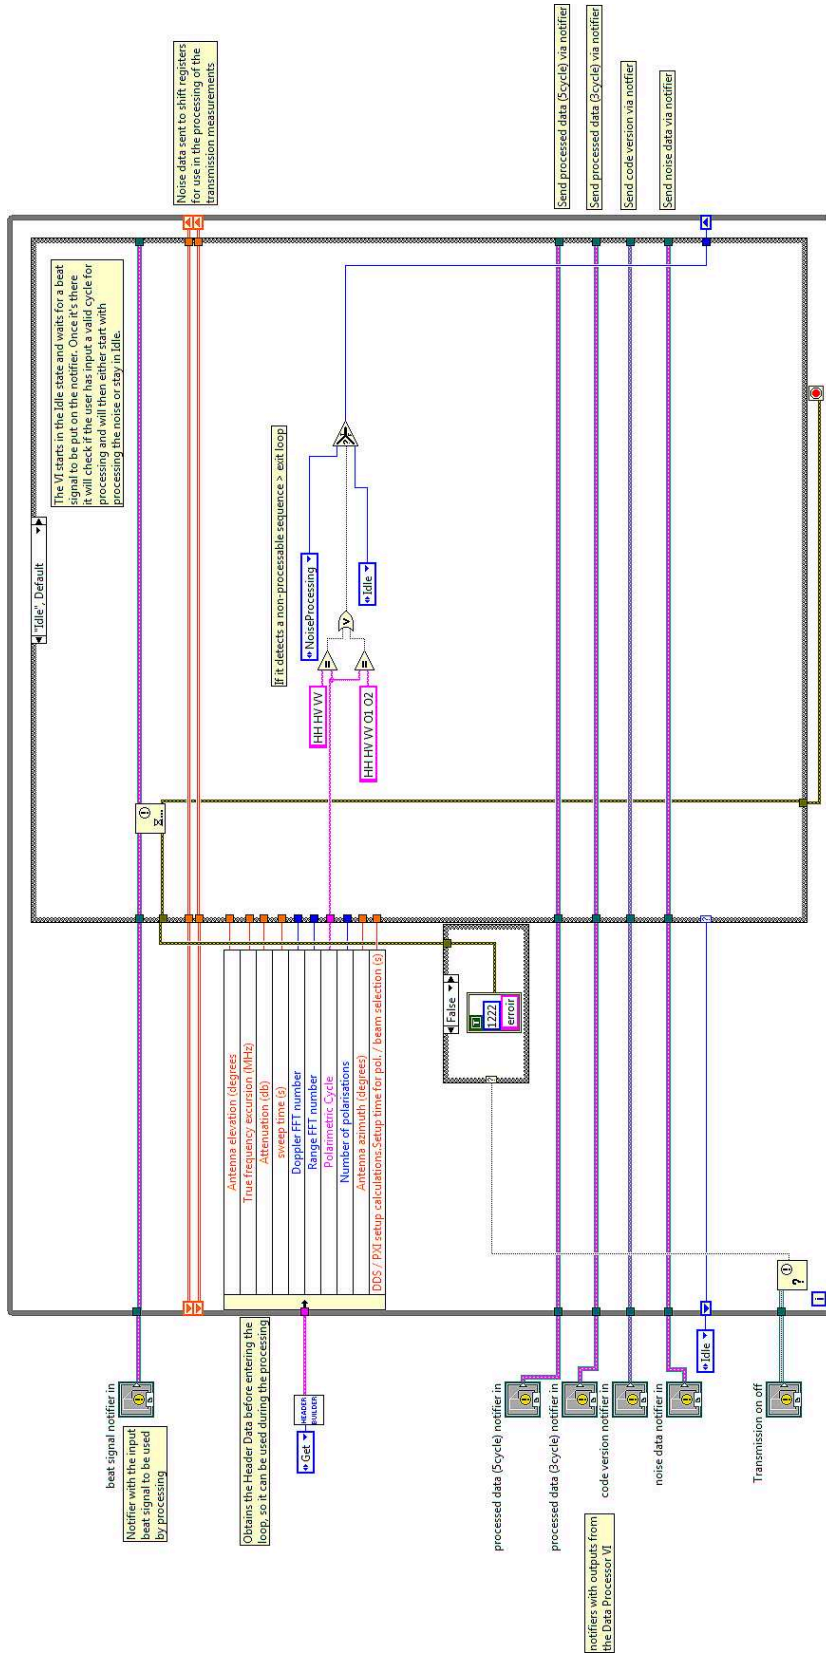 beat signal notifier in
Notifier with the input
beat signal to be used
by processing
Obtains the Header Data before entering the
loop, so it can be used during the processing
Get
HEADER
BUILDER
processed data (5cycle) notifier in
processed data (3cycle) notifier in
code version notifier in
noise data notifier in
notifiers with outputs from
the Data Processor VI
Idle
Transmission on off
?
i
Antenna elevation (degrees
True frequency excursion (MHz)
Attenuation (db)
sweep time (s)
Doppler FFT number
Range FFT number
Polarimetric Cycle
Number of polarisations
Antenna azimuth (degrees)
DDS / PXI setup calculations.Setup time for pol. / beam selection (s)
False
1222
erroir
"Idle", Default
The VI starts in the Idle state and waits for a beat
signal to be put on the notifier. Once it's there
it will check if the user has input a valid cycle for
processing and will then either start with
processing the noise or stay in Idle.
If it detects a non-processable sequence > exit loop
HH HV VV
HH HV VV O1 O2
=
=
V
NoiseProcessing
Idle
Noise data sent to shift registers
for use in the processing of the
transmission measurements
Send processed data (5cycle) via notifier
Send processed data (3cycle) via notifier
Send code version via notfier
Send noise data via notifier